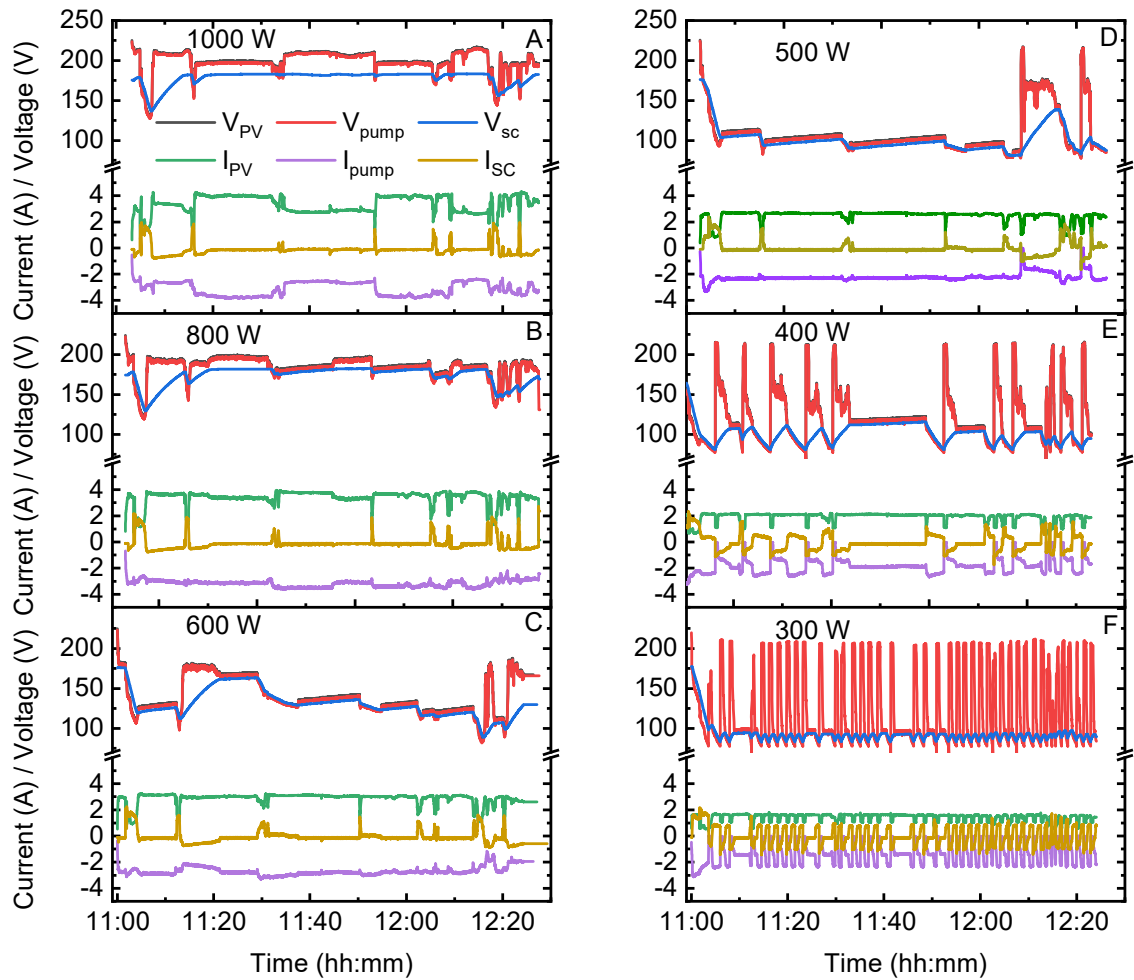 250
200
150
100
4
2
0
-2
-4
1000 W
A
V_PV V_pump V_sc
I_PV I_pump I_SC
Current (A) / Voltage (V)
200
150
100
4
2
0
-2
-4
800 W
B
Current (A) / Voltage (V)
200
150
100
4
2
0
-2
-4
600 W
C
Current (A) / Voltage (V)
11:00 11:20 11:40 12:00 12:20
Time (hh:mm)
250
200
150
100
4
2
0
-2
-4
500 W
D
200
150
100
4
2
0
-2
-4
400 W
E
200
150
100
4
2
0
-2
-4
300 W
F
11:00 11:20 11:40 12:00 12:20
Time (hh:mm)